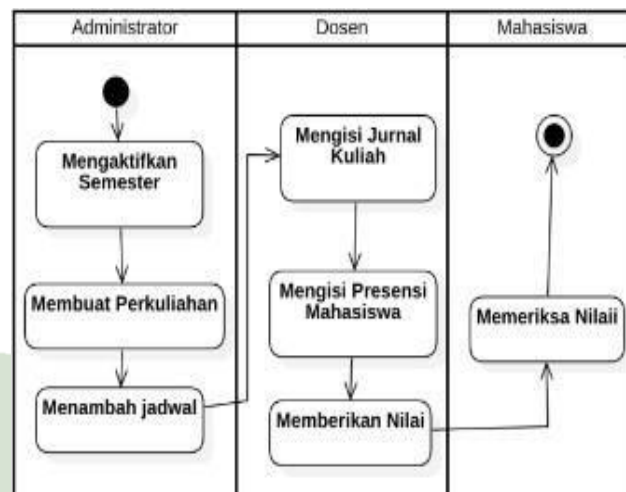 Administrator
Dosen
Mahasiswa
Mengaktifkan
Semester
Membuat Perkuliahan
Menambah jadwal
Mengisi Jurnal
Kuliah
Mengisi Presensi
Mahasiswa
Memberikan Nilai
Memeriksa Nilaii